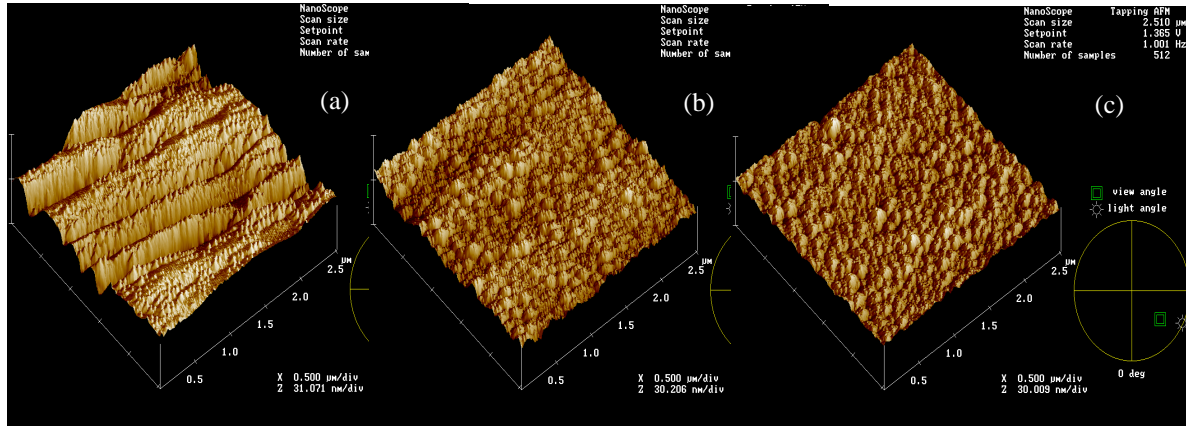 NanoScope
Scan size
Setpoint
Scan rate
Number of sam
(a)
μm
2.5
2.0
1.5
1.0
0.5
X 0.500 μm/div
Z 31.071 nm/div
NanoScope
Scan size
Setpoint
Scan rate
Number of sam
(b)
μm
2.5
2.0
1.5
1.0
0.5
X 0.500 μm/div
Z 30.206 nm/div
NanoScope Tapping AFM
Scan size 2.510 μm
Setpoint 1.365 V
Scan rate 1.001 Hz
Number of samples 512
(c)
view angle
light angle
μm
2.5
2.0
1.5
1.0
0.5
X 0.500 μm/div
Z 30.009 nm/div
0 deg